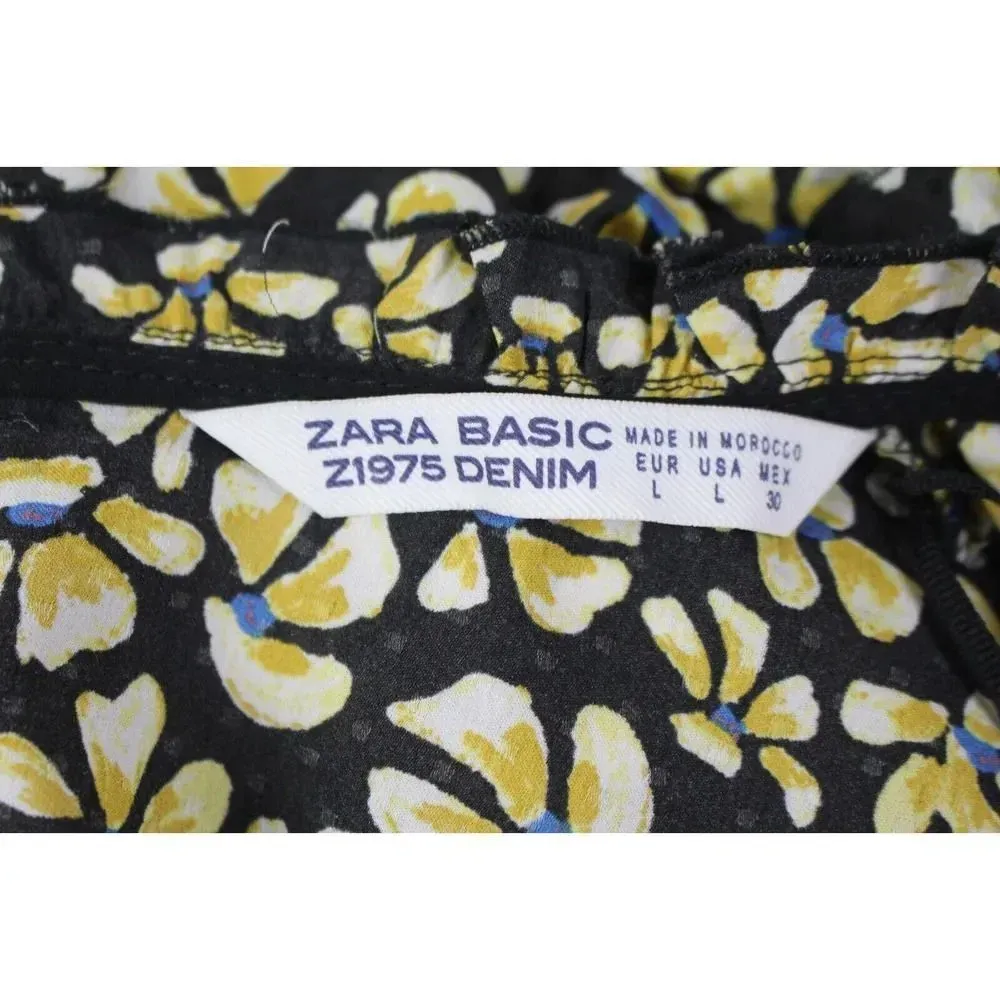 ZARA BASIC
Z1975 DENIM
MADE IN MOROCCO
EUR USA MEX
L L 30